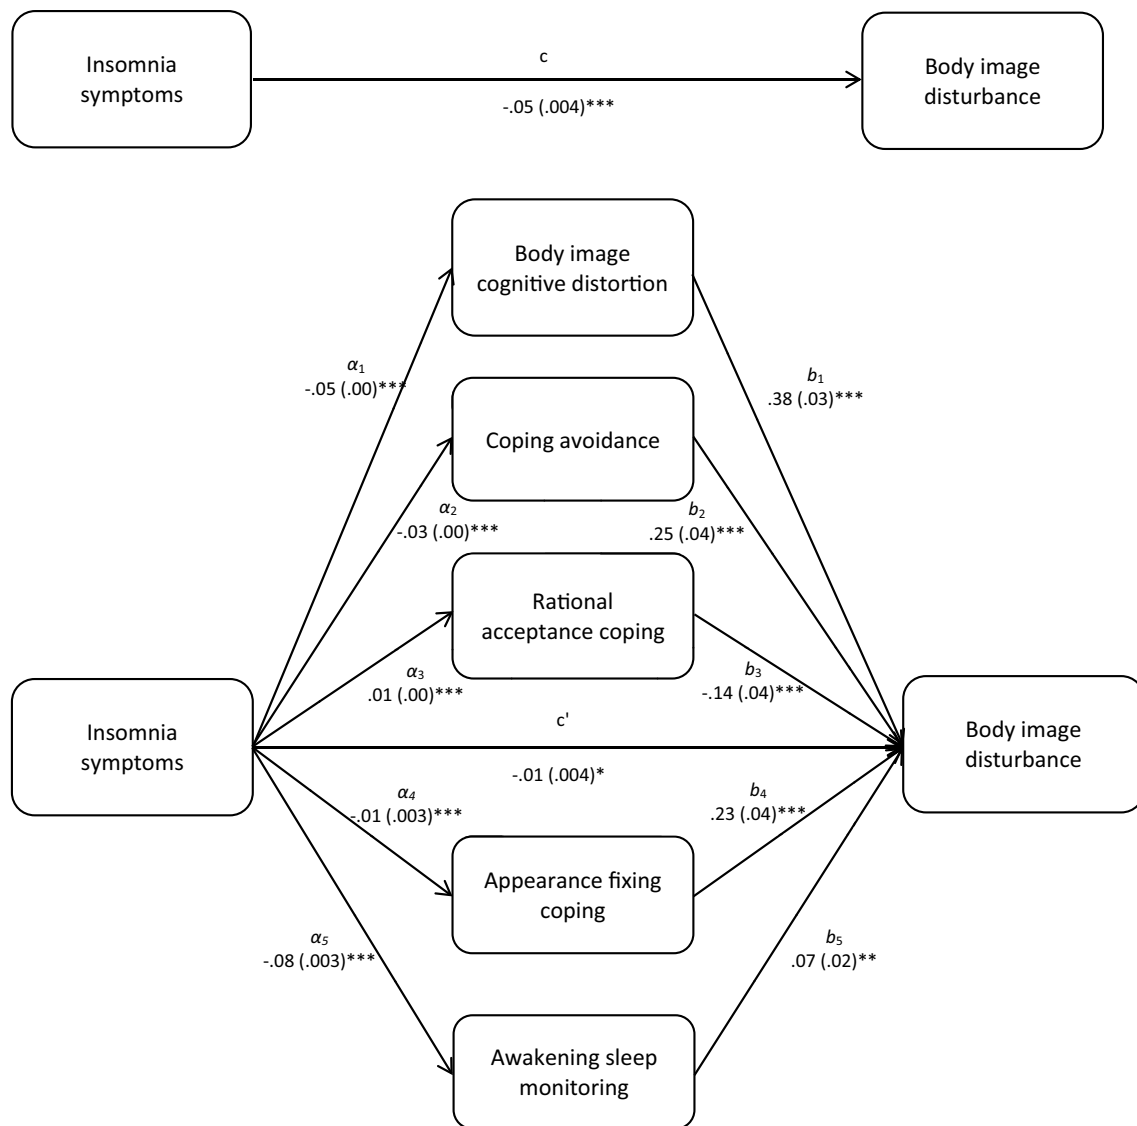 Insomnia
symptoms
c
-.05 (.004)***
Body image
disturbance
Body image
cognitive distortion
α1
-.05 (.00)***
b1
.38 (.03)***
Coping avoidance
α2
-.03 (.00)***
b2
.25 (.04)***
Rational
acceptance coping
α3
.01 (.00)***
b3
-.14 (.04)***
Insomnia
symptoms
c'
-.01 (.004)*
Body image
disturbance
α4
-.01 (.003)***
b4
.23 (.04)***
Appearance fixing
coping
α5
-.08 (.003)***
b5
.07 (.02)**
Awakening sleep
monitoring